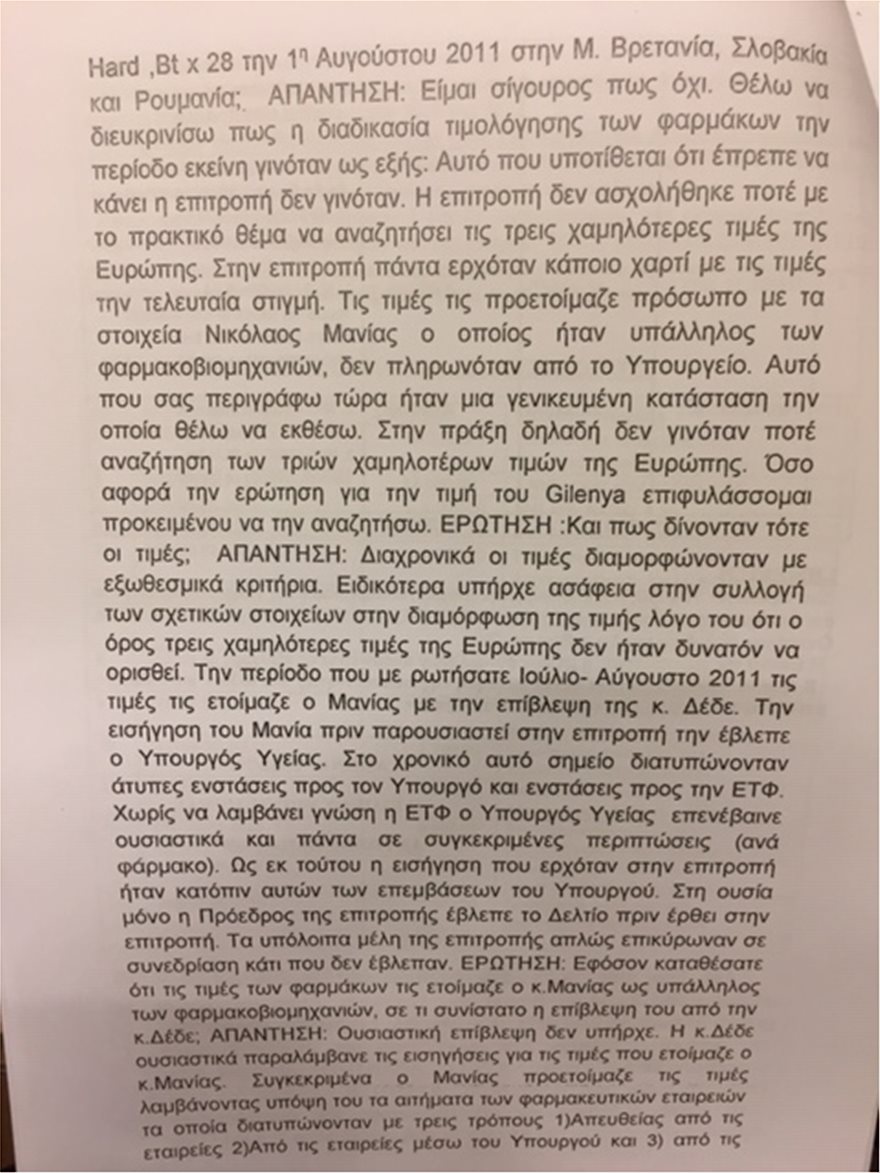 Hard ,Bt x 28 την 1η Αυγούστου 2011 στην Μ. Βρετανία, Σλοβακία
και Ρουμανία; ΑΠΑΝΤΗΣΗ: Είμαι σίγουρος πως όχι. Θέλω να
διευκρινίσω πως η διαδικασία τιμολόγησης των φαρμάκων την
περίοδο εκείνη γινόταν ως εξής: Αυτό που υποτίθεται ότι έπρεπε να
κάνει η επιτροπή δεν γινόταν. Η επιτροπή δεν ασχολήθηκε ποτέ με
το πρακτικό θέμα να αναζητήσει τις τρεις χαμηλότερες τιμές της
Ευρώπης. Στην επιτροπή πάντα ερχόταν κάποιο χαρτί με τις τιμές
την τελευταία στιγμή. Τις τιμές τις προετοίμαζε πρόσωπο με τα
στοιχεία Νικόλαος Μανίας ο οποίος ήταν υπάλληλος των
φαρμακοβιομηχανιών, δεν πληρωνόταν από το Υπουργείο. Αυτό
που σας περιγράφω τώρα ήταν μια γενικευμένη κατάσταση την
οποία θέλω να εκθέσω. Στην πράξη δηλαδή δεν γινόταν ποτέ
αναζήτηση των τριών χαμηλοτέρων τιμών της Ευρώπης. Όσο
αφορά την ερώτηση για την τιμή του Gilenya επιφυλάσσομαι
προκειμένου να την αναζητήσω. ΕΡΩΤΗΣΗ :Και πως δίνονταν τότε
οι τιμές; ΑΠΑΝΤΗΣΗ: Διαχρονικά οι τιμές διαμορφώνονταν με
εξωθεσμικά κριτήρια. Ειδικότερα υπήρχε ασάφεια στην συλλογή
των σχετικών στοιχείων στην διαμόρφωση της τιμής λόγο του ότι ο
όρος τρεις χαμηλότερες τιμές της Ευρώπης δεν ήταν δυνατόν να
ορισθεί. Την περίοδο που με ρωτήσατε Ιούλιο- Αύγουστο 2011 τις
τιμές τις ετοίμαζε ο Μανίας με την επίβλεψη της κ. Δέδε. Την
εισήγηση του Μανία πριν παρουσιαστεί στην επιτροπή την έβλεπε
ο Υπουργός Υγείας. Στο χρονικό αυτό σημείο διατυπώνονταν
άτυπες ενστάσεις προς τον Υπουργό και ενστάσεις προς την ΕΤΦ.
Χωρίς να λαμβάνει γνώση η ΕΤΦ ο Υπουργός Υγείας επενέβαινε
ουσιαστικά και πάντα σε συγκεκριμένες περιπτώσεις (ανά
φάρμακο). Ως εκ τούτου η εισήγηση που ερχόταν στην επιτροπή
ήταν κατόπιν αυτών των επεμβάσεων του Υπουργού. Στη ουσία
μόνο η Πρόεδρος της επιτροπής έβλεπε το Δελτίο πριν έρθει στην
επιτροπή. Τα υπόλοιπα μέλη της επιτροπής απλώς επικύρωναν σε
συνεδρίαση κάτι που δεν έβλεπαν. ΕΡΩΤΗΣΗ: Εφόσον καταθέσατε
ότι τις τιμές των φαρμάκων τις ετοίμαζε ο κ.Μανίας ως υπάλληλος
των φαρμακοβιομηχανιών, σε τι συνίστατο η επίβλεψη του από την
κ.Δέδε; ΑΠΑΝΤΗΣΗ: Ουσιαστική επίβλεψη δεν υπήρχε. Η κ.Δέδε
ουσιαστικά παραλάμβανε τις εισηγήσεις για τις τιμές που ετοίμαζε ο
κ.Μανίας. Συγκεκριμένα ο Μανίας προετοίμαζε τις τιμές
λαμβάνοντας υπόψη του τα αιτήματα των φαρμακευτικών εταιρειών
τα οποία διατυπώνονταν με τρεις τρόπους 1)Απευθείας από τις
εταιρείες 2)Από τις εταιρείες μέσω του Υπουργού και 3) από τις